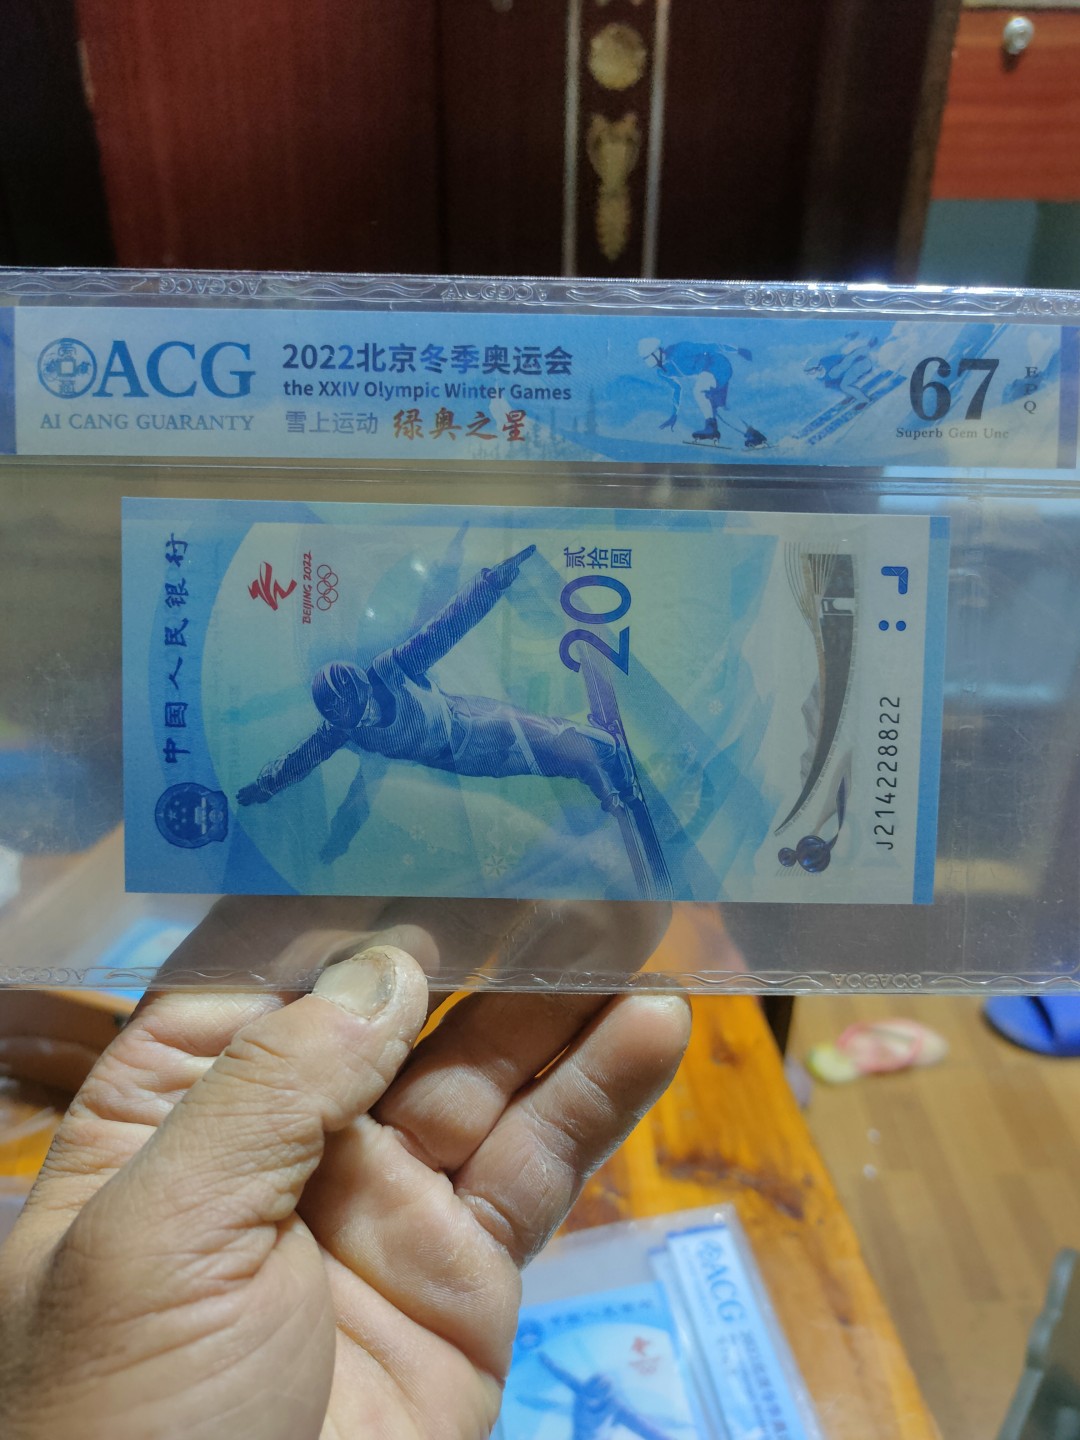 ACG
AI CANG GUARANTY
2022北京冬季奥运会
the XXIV Olympic Winter Games
雪上运动 绿奥之星
67
EPQ
Superb Gem Unc
中国人民银行
BEIJING 2022
贰拾圆
20
J214228822
ACG